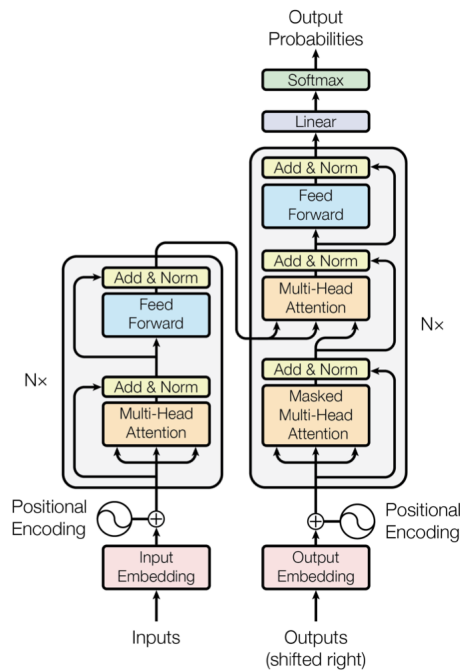 Output
Probabilities
Softmax
Linear
Add & Norm
Feed
Forward
Add & Norm
Multi-Head
Attention
Add & Norm
Masked
Multi-Head
Attention
N×
Add & Norm
Feed
Forward
Add & Norm
Multi-Head
Attention
N×
Positional
Encoding
Positional
Encoding
Input
Embedding
Output
Embedding
Inputs
Outputs
(shifted right)